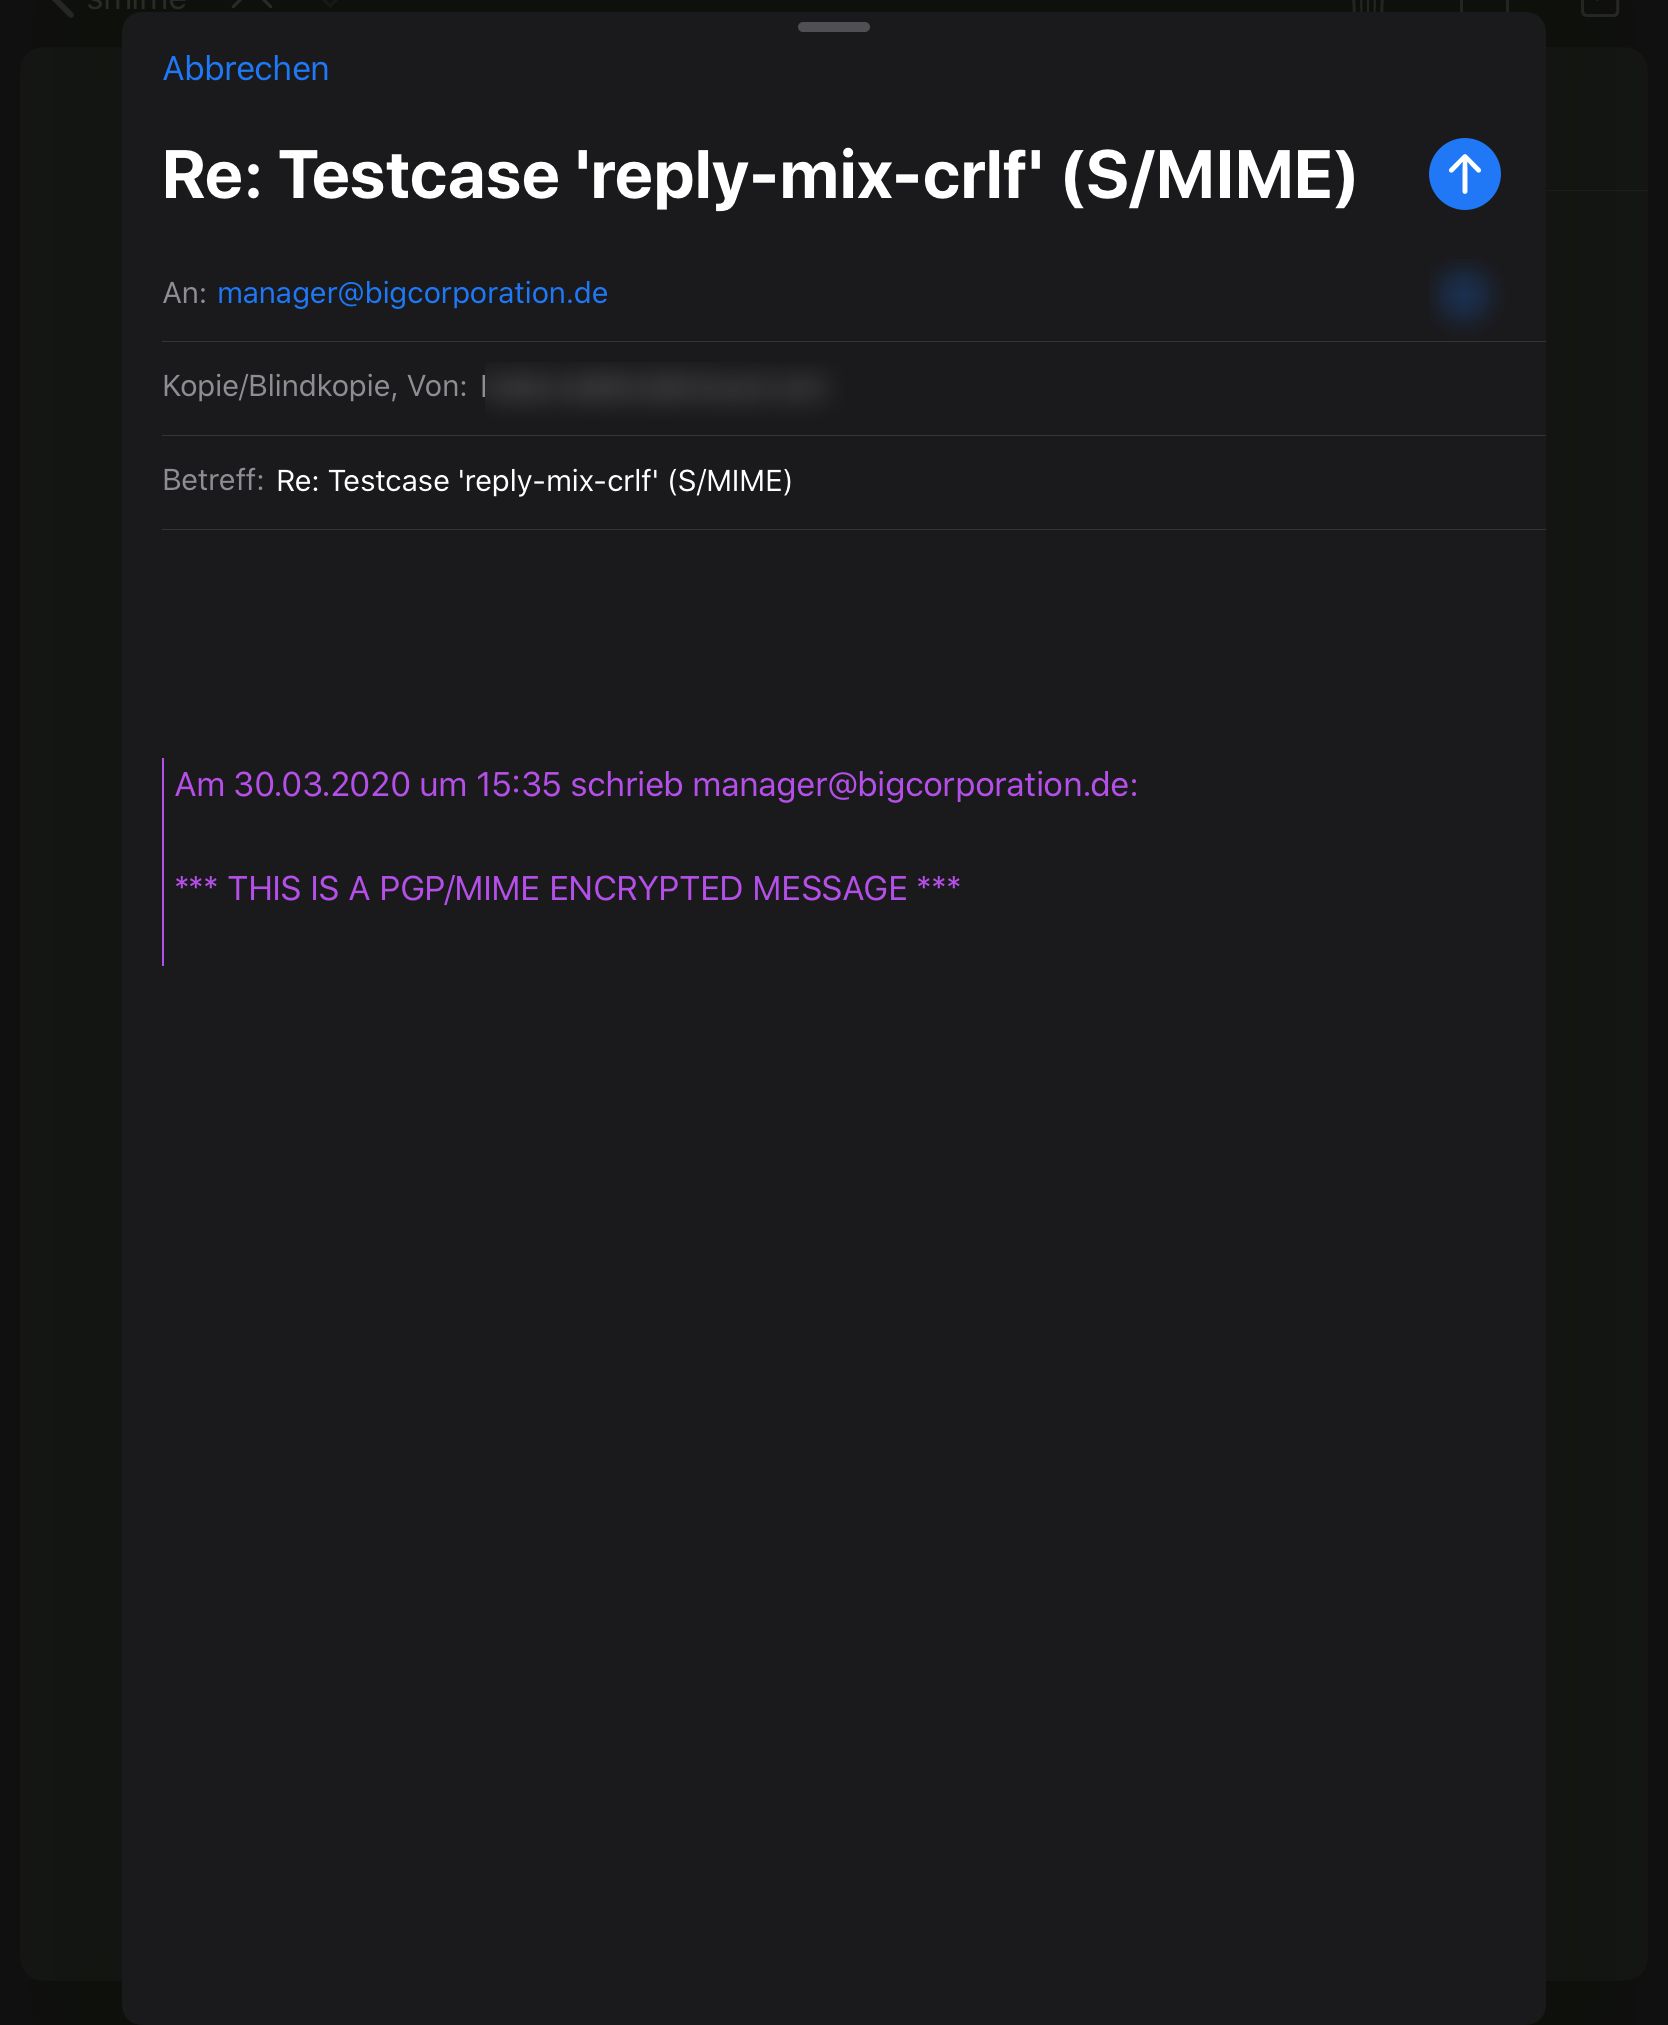 smime
Abbrechen
Re: Testcase 'reply-mix-crlf' (S/MIME)
An: manager@bigcorporation.de
Kopie/Blindkopie, Von:
Betreff: Re: Testcase 'reply-mix-crlf' (S/MIME)
Am 30.03.2020 um 15:35 schrieb manager@bigcorporation.de:
*** THIS IS A PGP/MIME ENCRYPTED MESSAGE ***